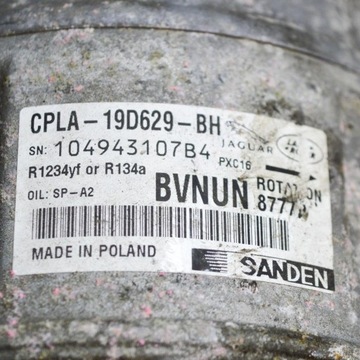 CPLA-19D629-BH
SN: 104943107B4
JAGUAR
PXC16
R1234yf or R134a
OIL: SP-A2
BVNUN
8777
MADE IN POLAND
SANDEN